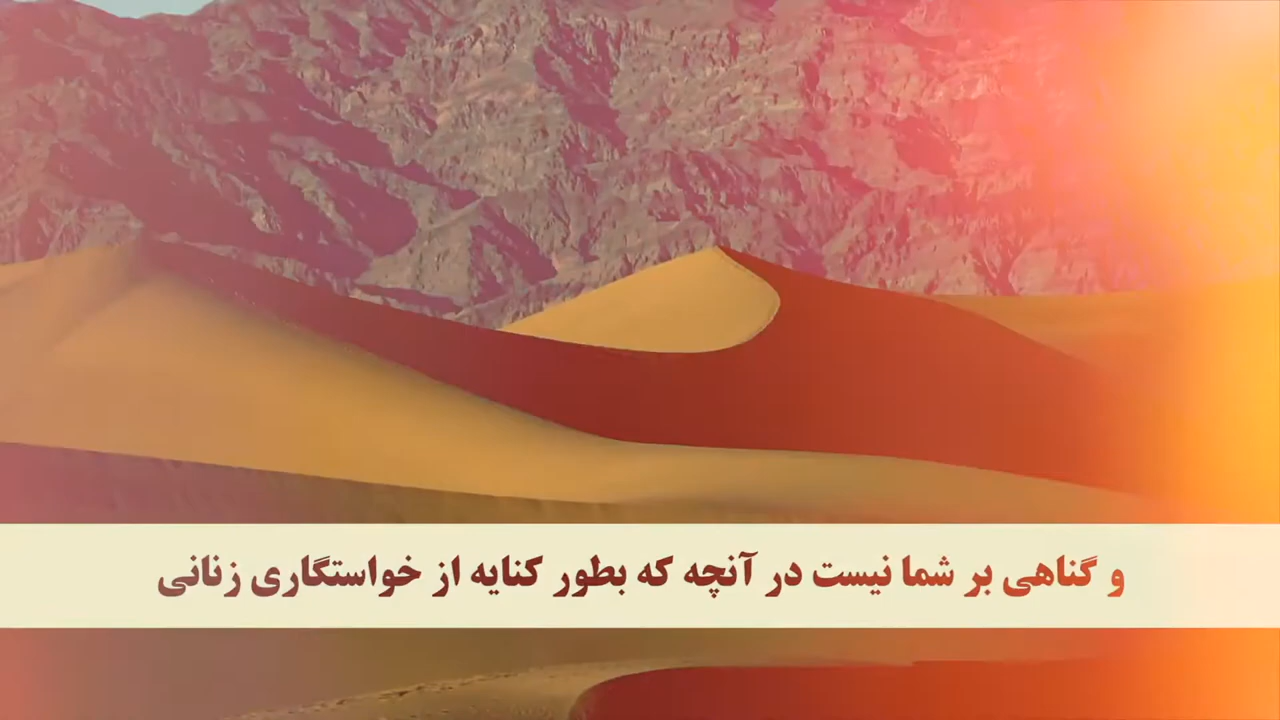 و گناهی بر شما نیست در آنچه که بطور کنایه از خواستگاری زنانی